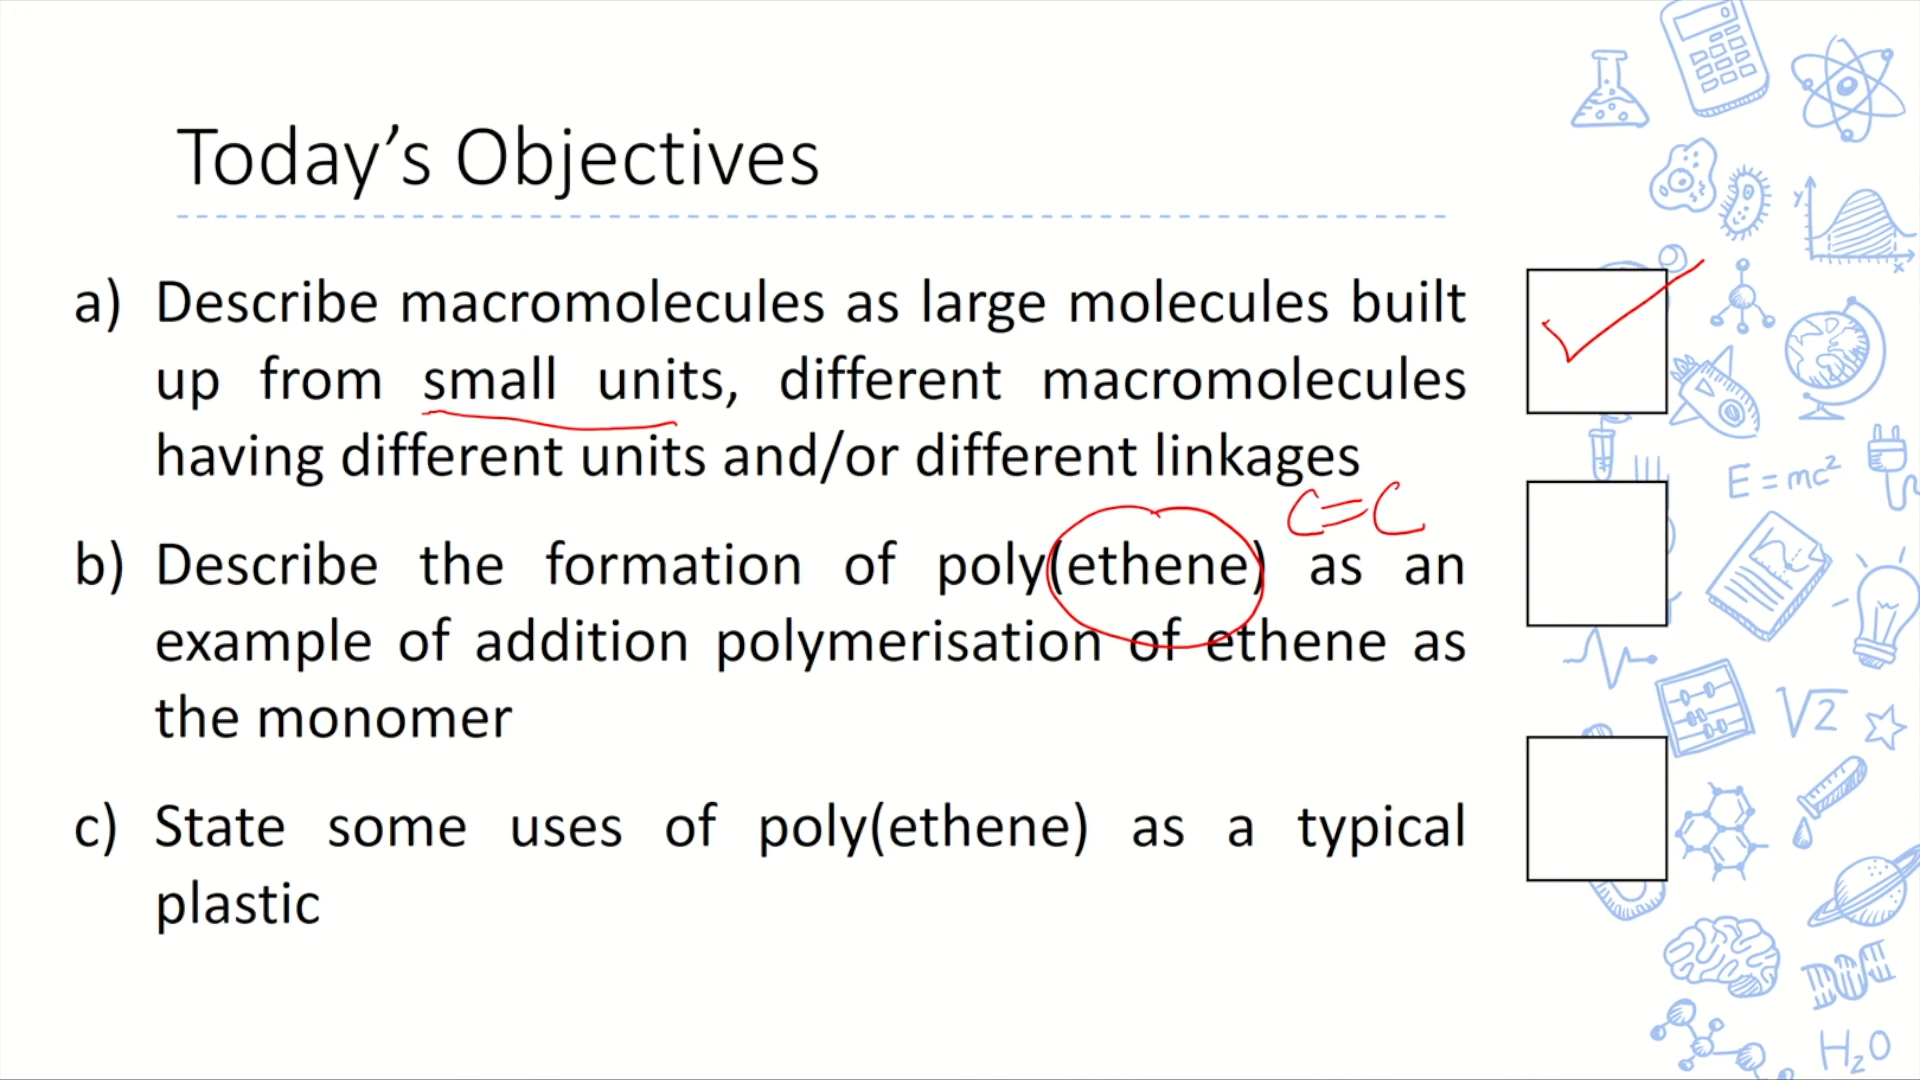 Today’s Objectives
a) Describe macromolecules as large molecules built
up from small units, different macromolecules
having different units and/or different linkages
C=C
b) Describe the formation of poly(ethene) as an
example of addition polymerisation of ethene as
the monomer
c) State some uses of poly(ethene) as a typical
plastic
y
x
E = mc²
√2
H₂O